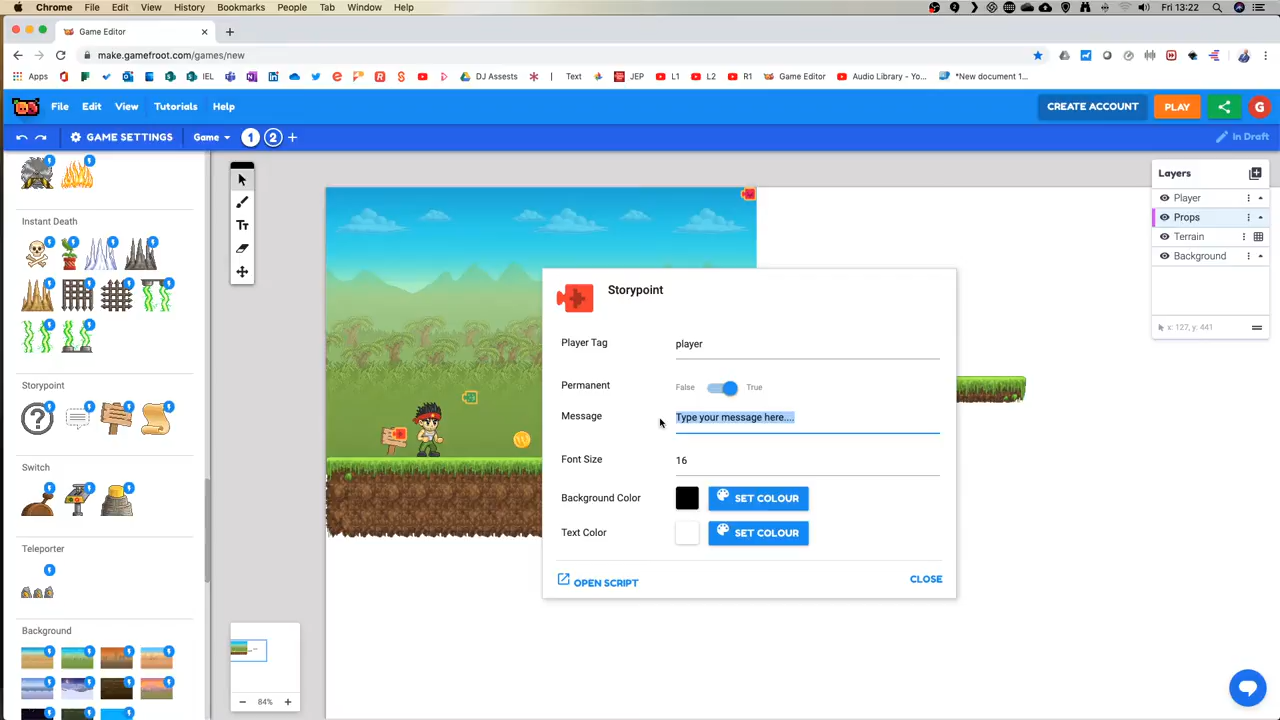 Chrome File Edit View History Bookmarks People Tab Window Help Fri 13:22
Game Editor
make.gamefroot.com/games/new
Apps IEL DJ Assests Text JEP L1 L2 R1 Game Editor Audio Library - Yo... *New document 1...
File Edit View Tutorials Help CREATE ACCOUNT PLAY G
GAME SETTINGS Game 1 2 In Draft
Layers
Player
Props
Terrain
Background
x: 127, y: 441
Instant Death
Storypoint
Switch
Teleporter
Background
Tт
84%
Storypoint
Player Tag player
Permanent False True
Message Type your message here....
Font Size 16
Background Color SET COLOUR
Text Color SET COLOUR
OPEN SCRIPT CLOSE